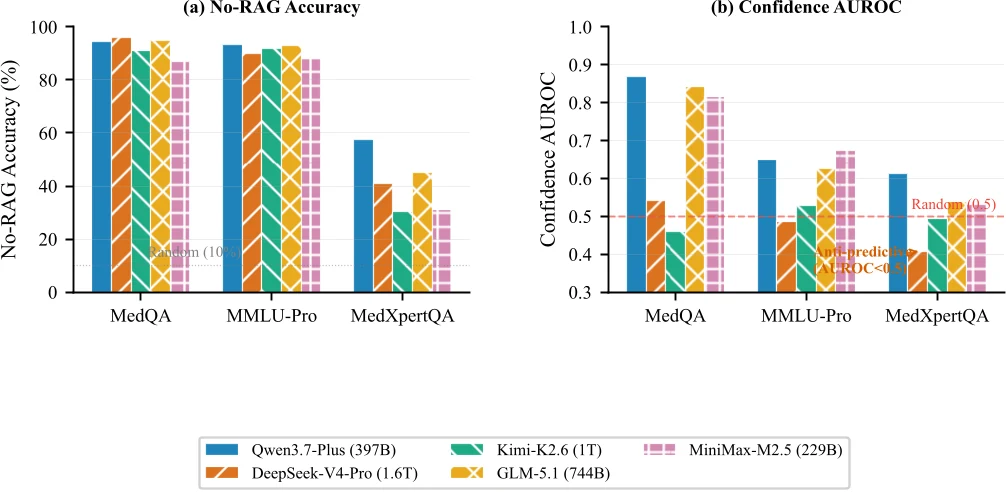 (a) No-RAG Accuracy
No-RAG Accuracy (%)
100
80
60
40
20
0
Random (10%)
MedQA
MMLU-Pro
MedXpertQA
(b) Confidence AUROC
Confidence AUROC
1.0
0.9
0.8
0.7
0.6
0.5
0.4
0.3
Random (0.5)
Anti-predictive
(AUROC<0.5)
MedQA
MMLU-Pro
MedXpertQA
Qwen3.7-Plus (397B)
DeepSeek-V4-Pro (1.6T)
Kimi-K2.6 (1T)
GLM-5.1 (744B)
MiniMax-M2.5 (229B)